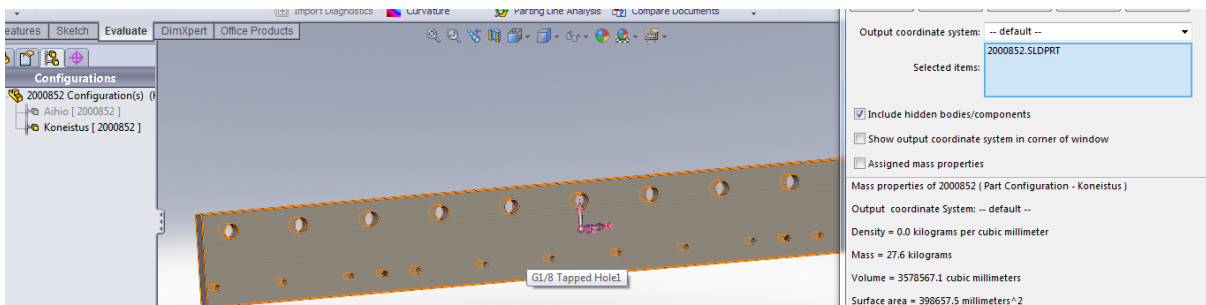 Import Diagnostics Curvature Parting Line Analysis Compare Documents
eatures Sketch Evaluate DimXpert Office Products
Configurations
2000852 Configuration(s)
Aihio [ 2000852 ]
Koneistus [ 2000852 ]
G1/8 Tapped Hole1
Output coordinate system: -- default --
Selected items: 2000852.SLDPRT
Include hidden bodies/components
Show output coordinate system in corner of window
Assigned mass properties
Mass properties of 2000852 ( Part Configuration - Koneistus )
Output coordinate System: -- default --
Density = 0.0 kilograms per cubic millimeter
Mass = 27.6 kilograms
Volume = 3578567.1 cubic millimeters
Surface area = 398657.5 millimeters^2